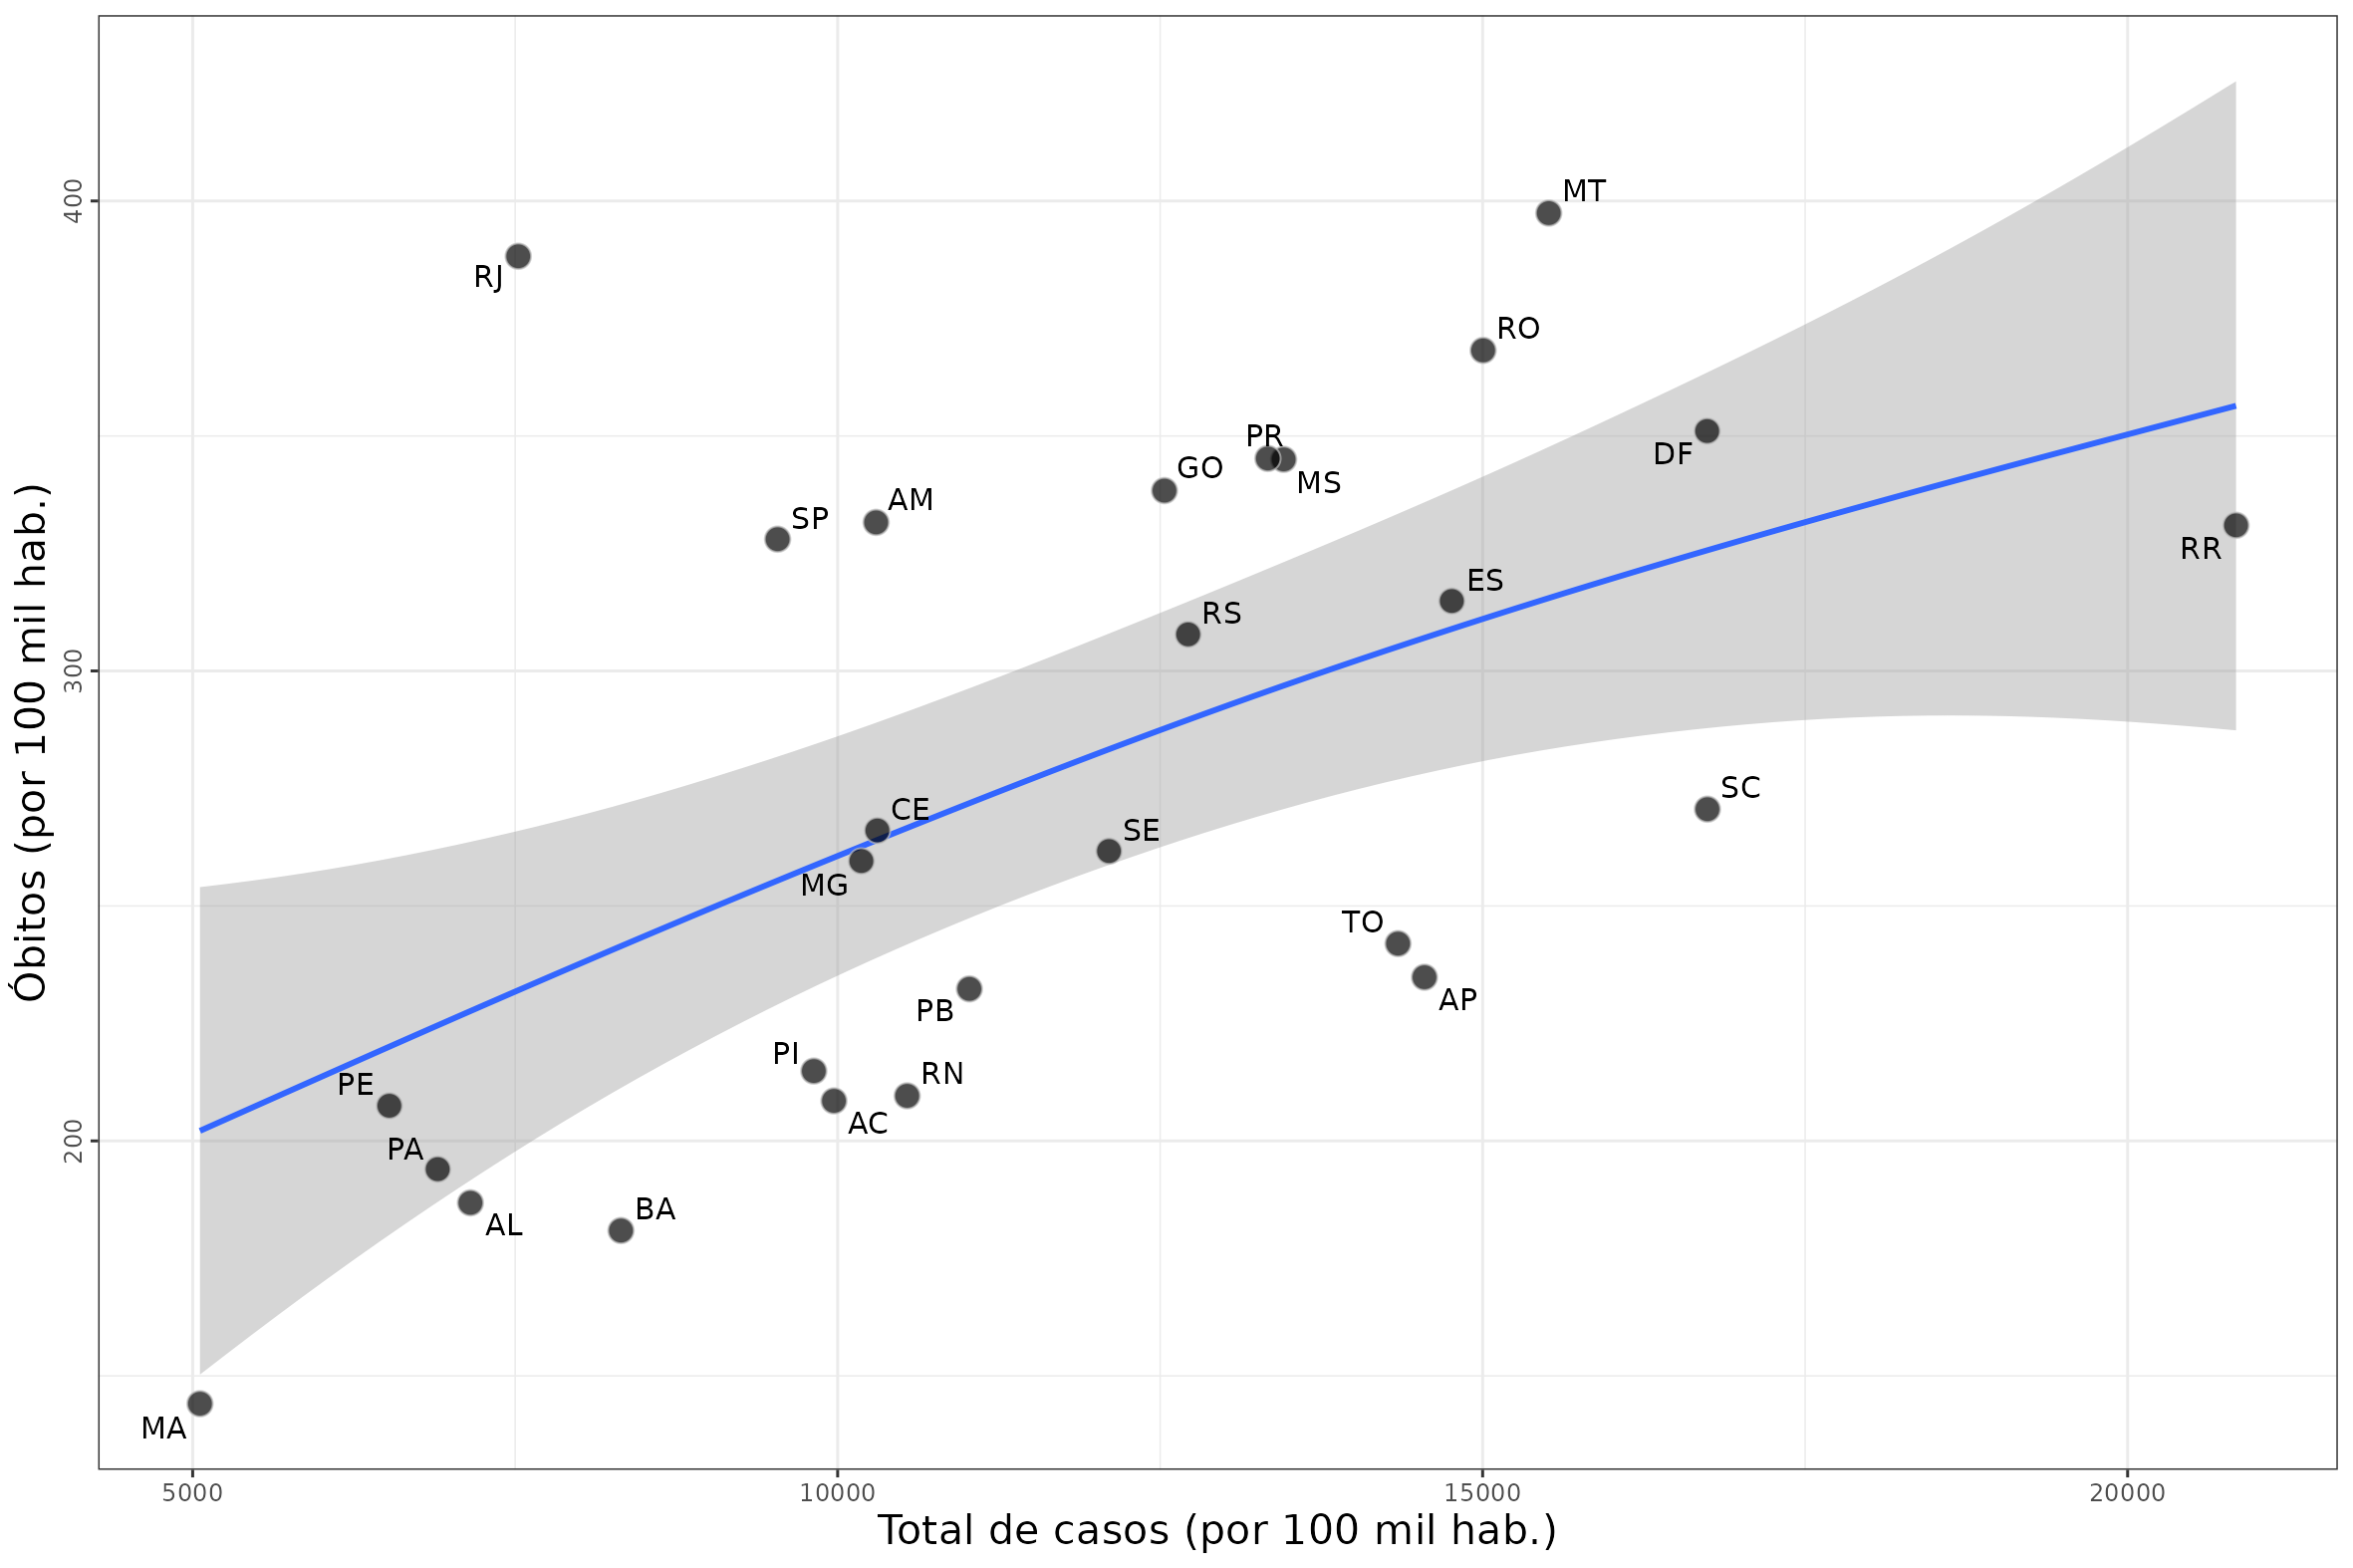 Óbitos (por 100 mil hab.)
400
300
200
MT
RJ
RO
PR
DF
GO
MS
AM
SP
RR
ES
RS
SC
CE
SE
MG
TO
AP
PB
PI
RN
PE
AC
PA
BA
AL
MA
5000 10000 15000 20000
Total de casos (por 100 mil hab.)